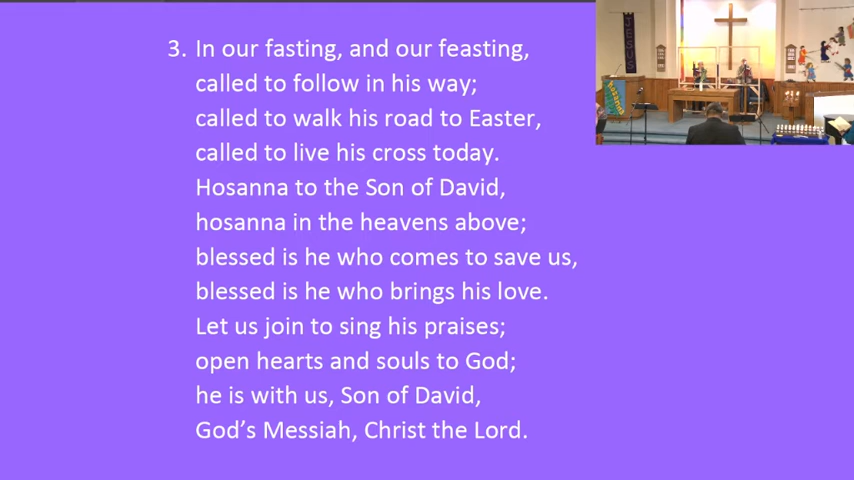 3. In our fasting, and our feasting,
called to follow in his way;
called to walk his road to Easter,
called to live his cross today.
Hosanna to the Son of David,
hosanna in the heavens above;
blessed is he who comes to save us,
blessed is he who brings his love.
Let us join to sing his praises;
open hearts and souls to God;
he is with us, Son of David,
God's Messiah, Christ the Lord.
JESUS